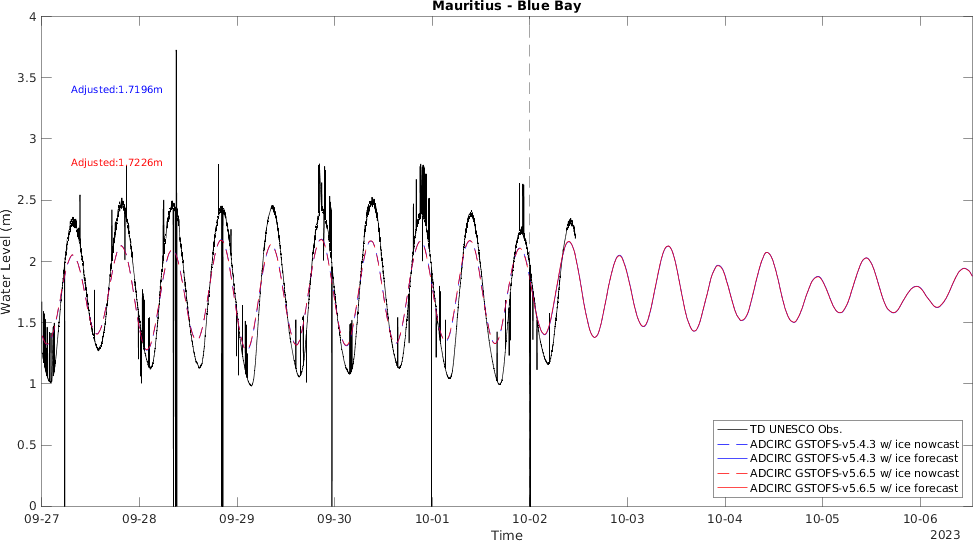 Mauritius - Blue Bay
4
3.5
3
2.5
2
1.5
1
0.5
0
Water Level (m)
Adjusted:1.7196m
Adjusted:1.7226m
TD UNESCO Obs.
ADCIRC GSTOFS-v5.4.3 w/ ice nowcast
ADCIRC GSTOFS-v5.4.3 w/ ice forecast
ADCIRC GSTOFS-v5.6.5 w/ ice nowcast
ADCIRC GSTOFS-v5.6.5 w/ ice forecast
09-27 09-28 09-29 09-30 10-01 10-02 10-03 10-04 10-05 10-06
Time
2023